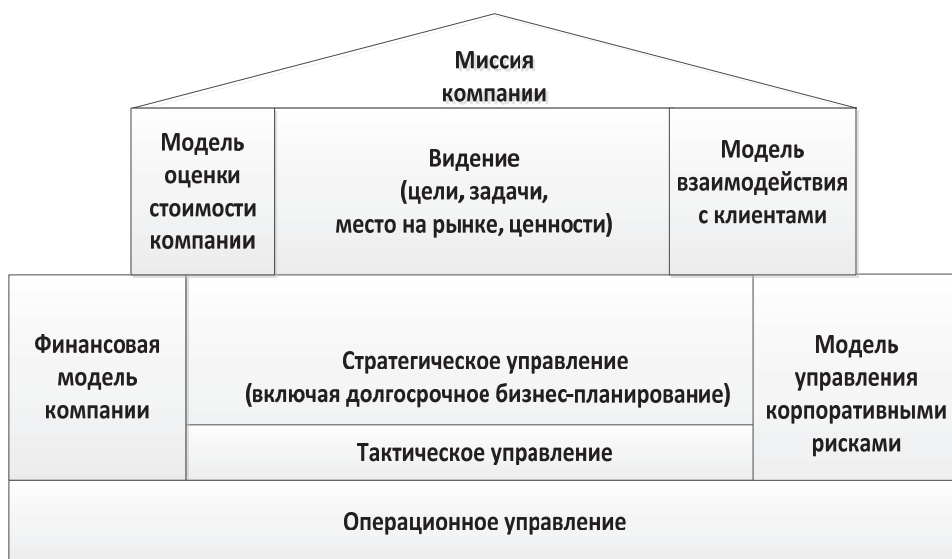 Миссия
компании
Модель
оценки
стоимости
компании
Видение
(цели, задачи,
место на рынке, ценности)
Модель
взаимодействия
с клиентами
Финансовая
модель
компании
Стратегическое управление
(включая долгосрочное бизнес-планирование)
Тактическое управление
Модель
управления
корпоративными
рисками
Операционное управление